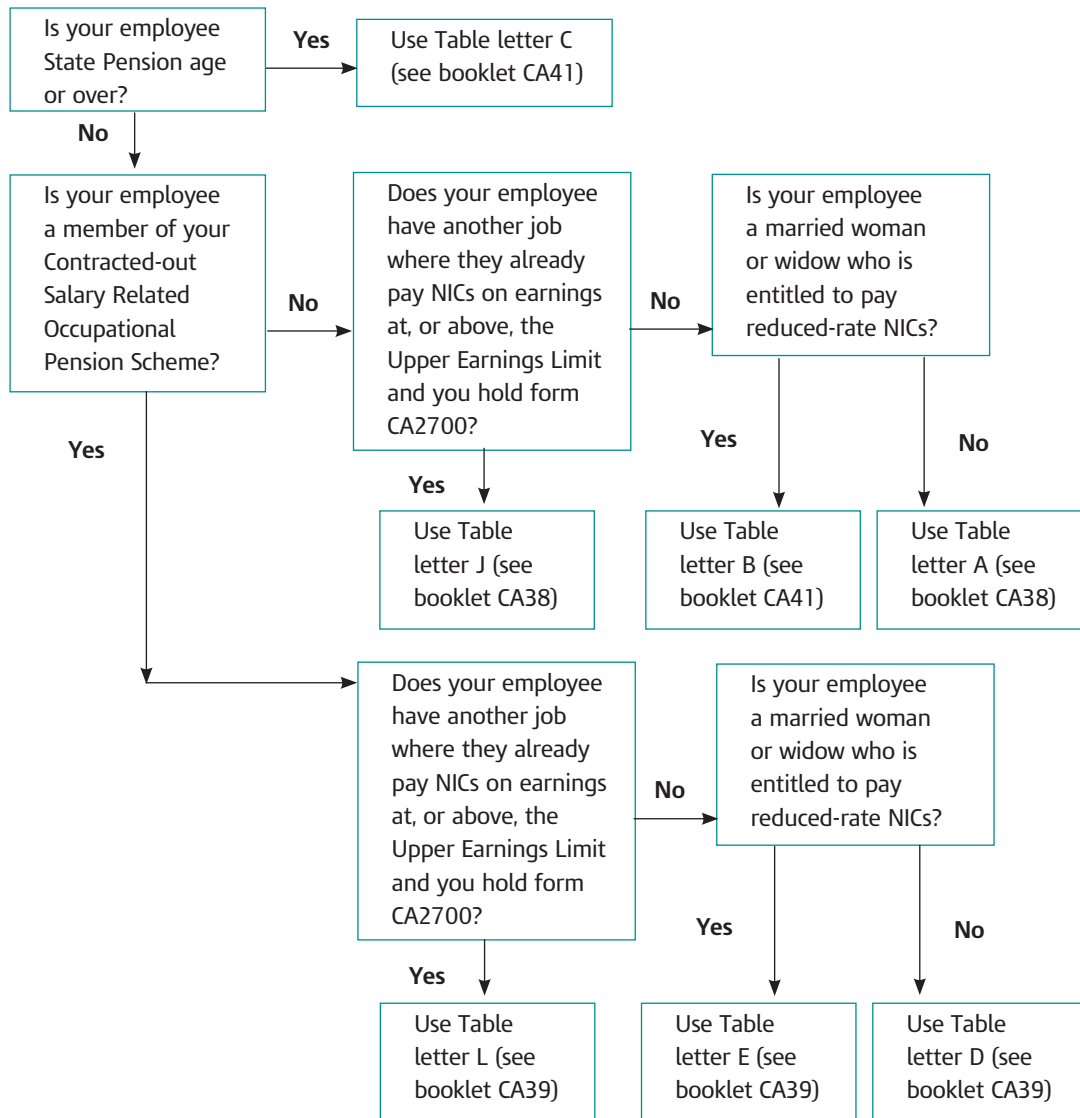 Is your employee
State Pension age
or over?
Yes
Use Table letter C
(see booklet CA41)
No
Is your employee
a member of your
Contracted-out
Salary Related
Occupational
Pension Scheme?
No
Does your employee
have another job
where they already
pay NICs on earnings
at, or above, the
Upper Earnings Limit
and you hold form
CA2700?
No
Is your employee
a married woman
or widow who is
entitled to pay
reduced-rate NICs?
Yes
Yes
Yes
No
Use Table
letter J (see
booklet CA38)
Use Table
letter B (see
booklet CA41)
Use Table
letter A (see
booklet CA38)
Does your employee
have another job
where they already
pay NICs on earnings
at, or above, the
Upper Earnings Limit
and you hold form
CA2700?
No
Is your employee
a married woman
or widow who is
entitled to pay
reduced-rate NICs?
Yes
Yes
No
Use Table
letter L (see
booklet CA39)
Use Table
letter E (see
booklet CA39)
Use Table
letter D (see
booklet CA39)